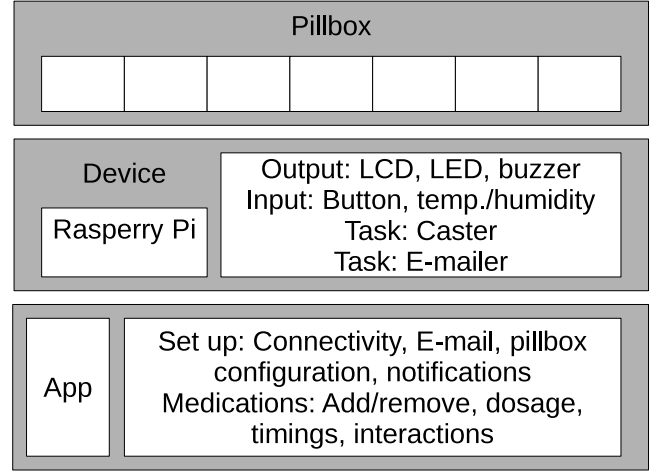 Pillbox
Device
Rasperry Pi
Output: LCD, LED, buzzer
Input: Button, temp./humidity
Task: Caster
Task: E-mailer
App
Set up: Connectivity, E-mail, pillbox
configuration, notifications
Medications: Add/remove, dosage,
timings, interactions